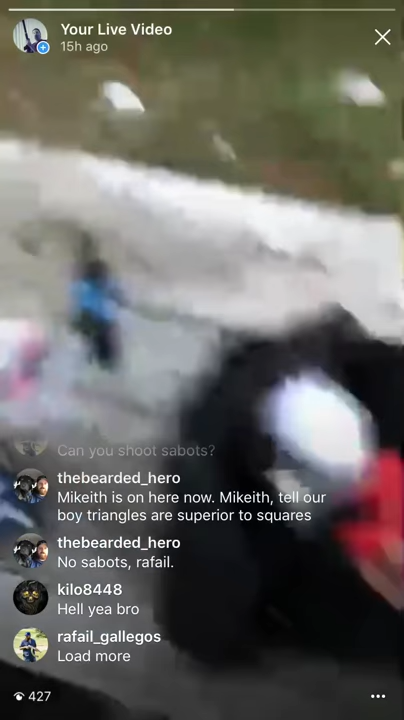 Your Live Video
15h ago
Can you shoot sabots?
thebearded_hero
Mikeith is on here now. Mikeith, tell our
boy triangles are superior to squares
thebearded_hero
No sabots, rafail.
kilo8448
Hell yea bro
rafail_gallegos
Load more
427